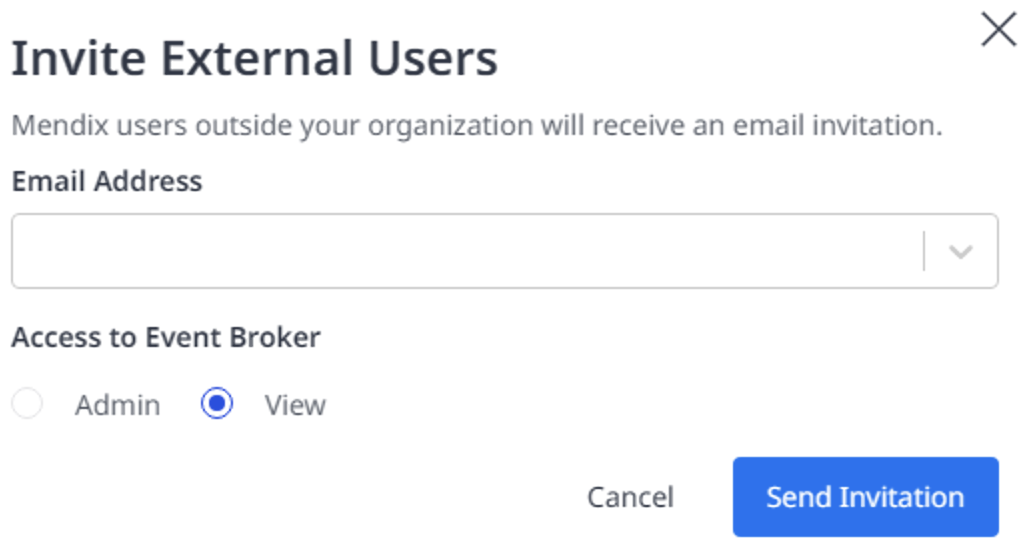 Invite External Users
Mendix users outside your organization will receive an email invitation.
Email Address
Access to Event Broker
Admin View
Cancel Send Invitation